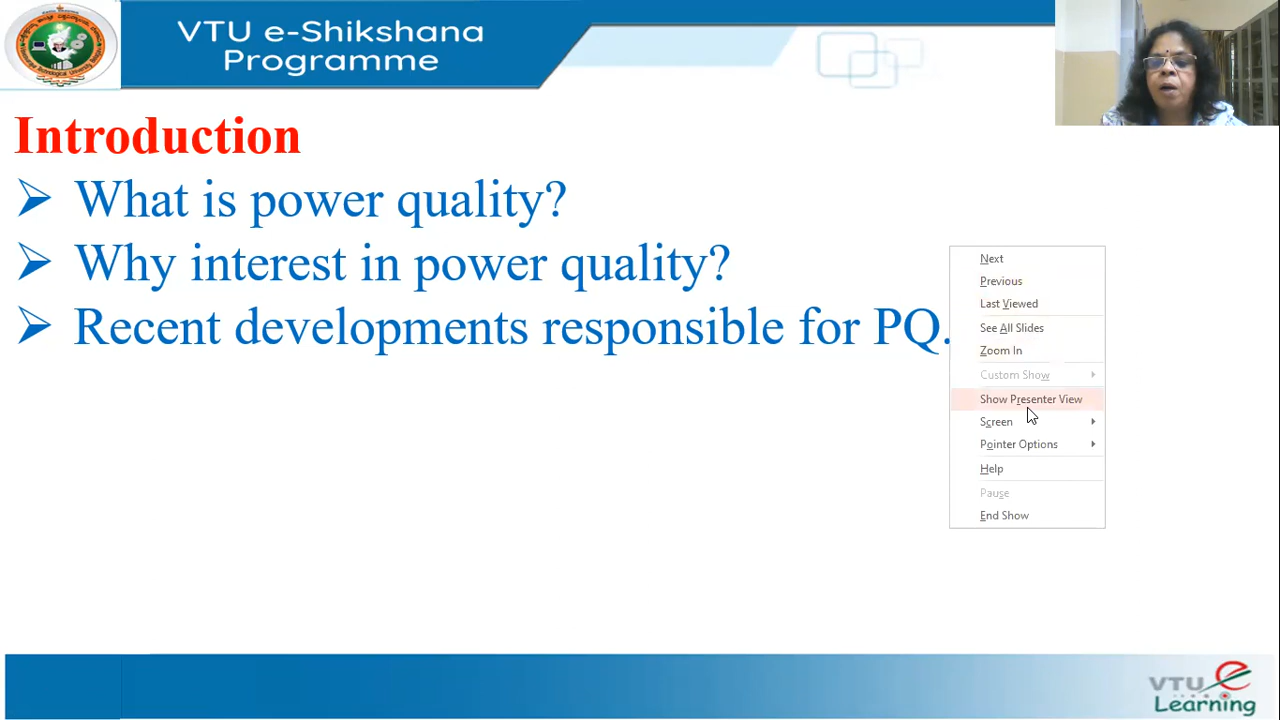 VTU e-Shikshana
Programme
Introduction
➢ What is power quality?
➢ Why interest in power quality?
➢ Recent developments responsible for PQ.
Next
Previous
Last Viewed
See All Slides
Zoom In
Custom Show
Show Presenter View
Screen
Pointer Options
Help
Pause
End Show
VTU e
Learning